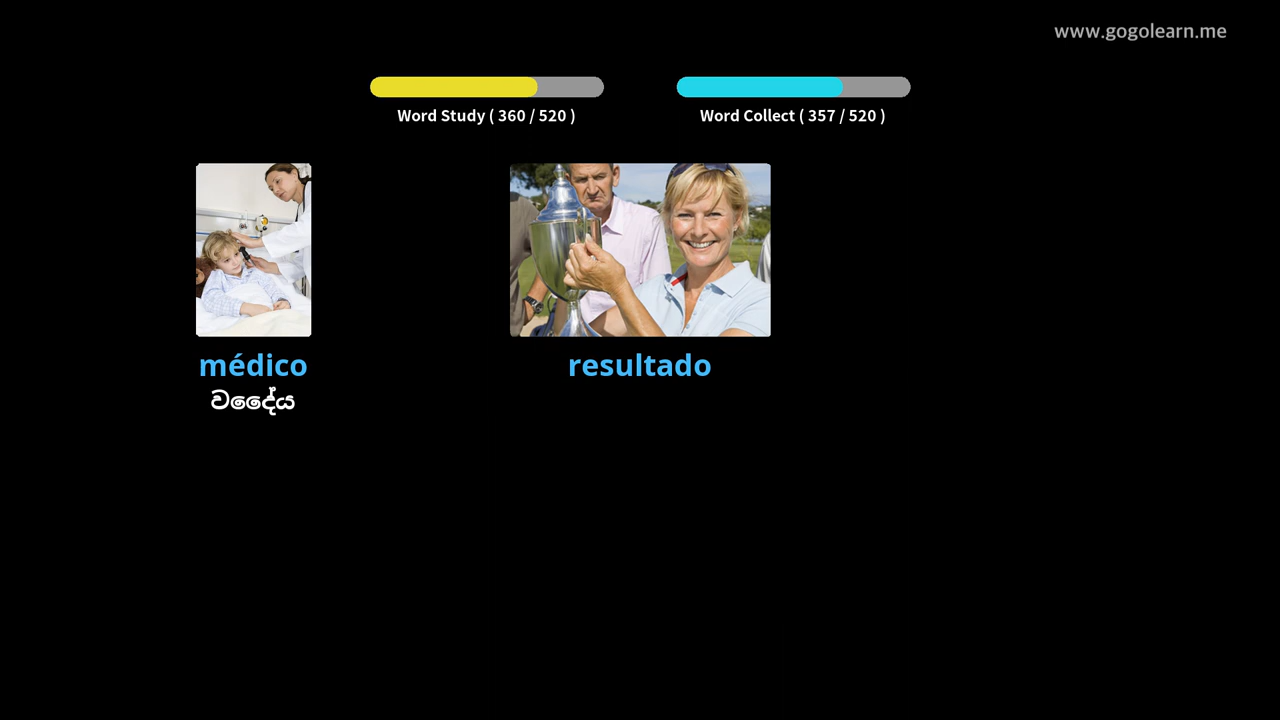 www.gogolearn.me
Word Study ( 360 / 520 )
Word Collect ( 357 / 520 )
médico
resultado
වෛද්‍ය